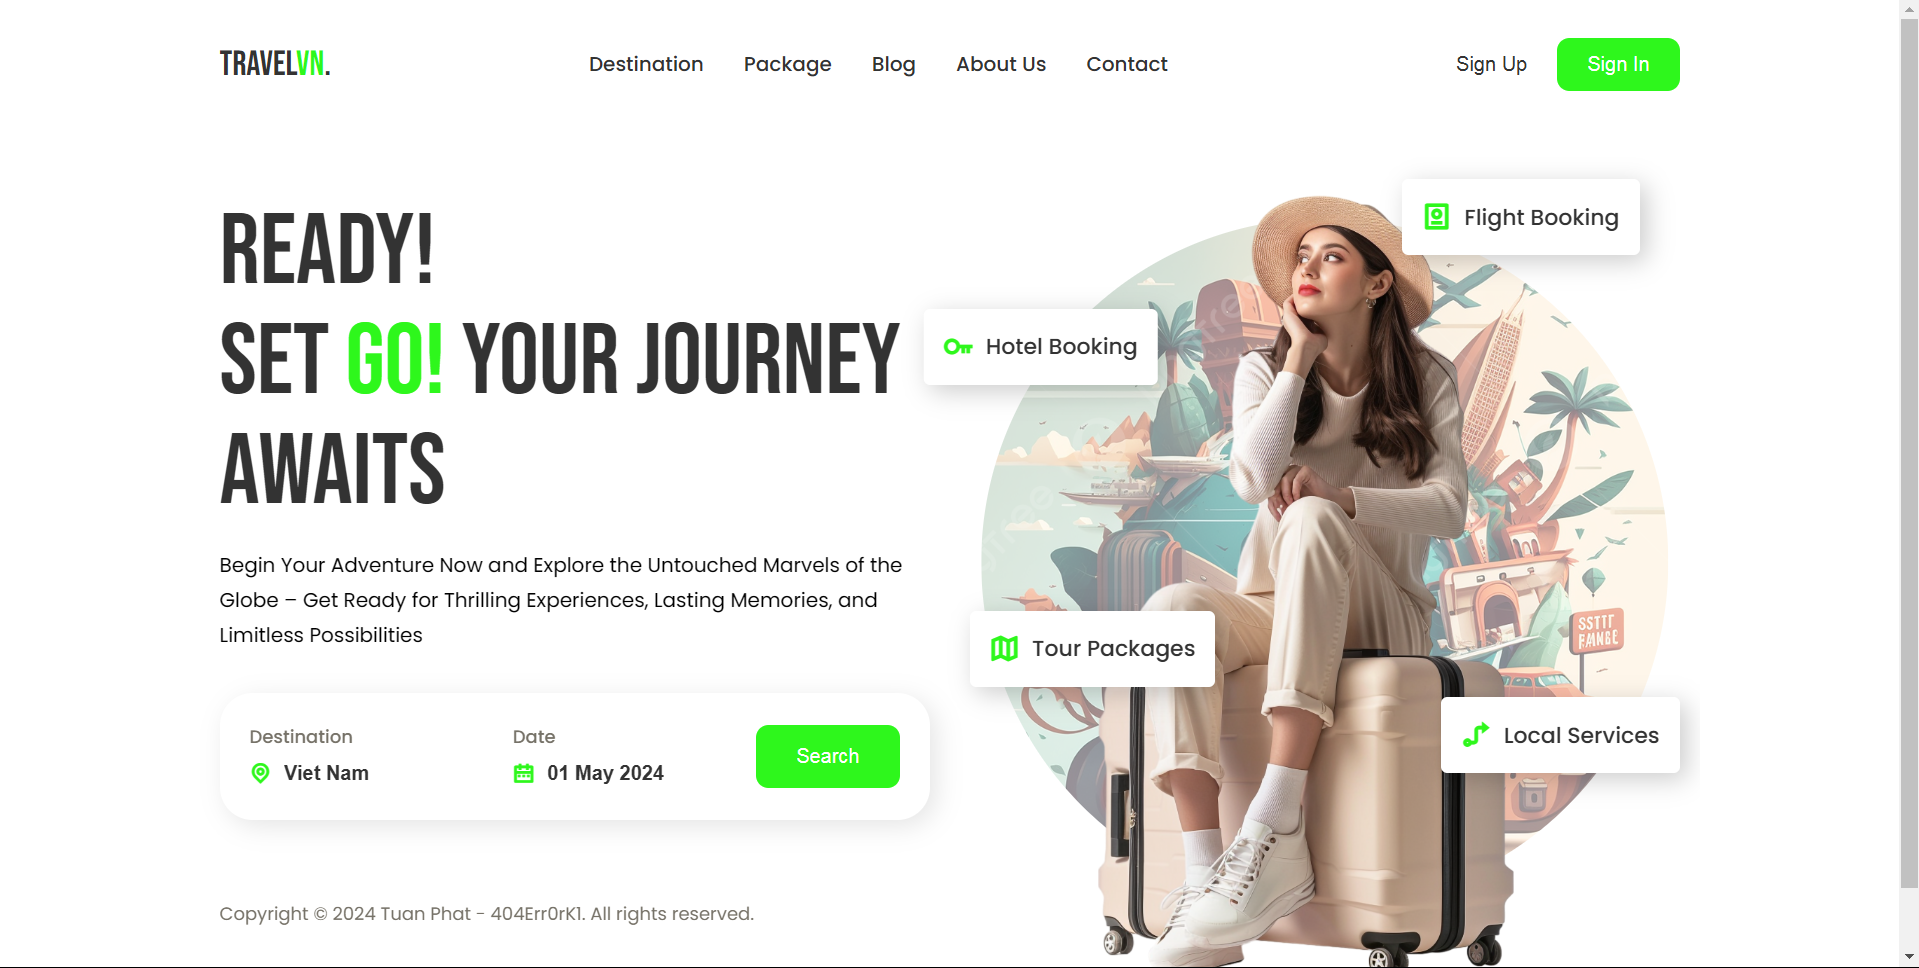 TRAVELVN.
Destination
Package
Blog
About Us
Contact
Sign Up
Sign In
READY!
SET GO! YOUR JOURNEY
AWAITS
Begin Your Adventure Now and Explore the Untouched Marvels of the
Globe – Get Ready for Thrilling Experiences, Lasting Memories, and
Limitless Possibilities
Destination
Viet Nam
Date
01 May 2024
Search
Flight Booking
Hotel Booking
Tour Packages
Local Services
Copyright © 2024 Tuan Phat - 404Err0rK1. All rights reserved.